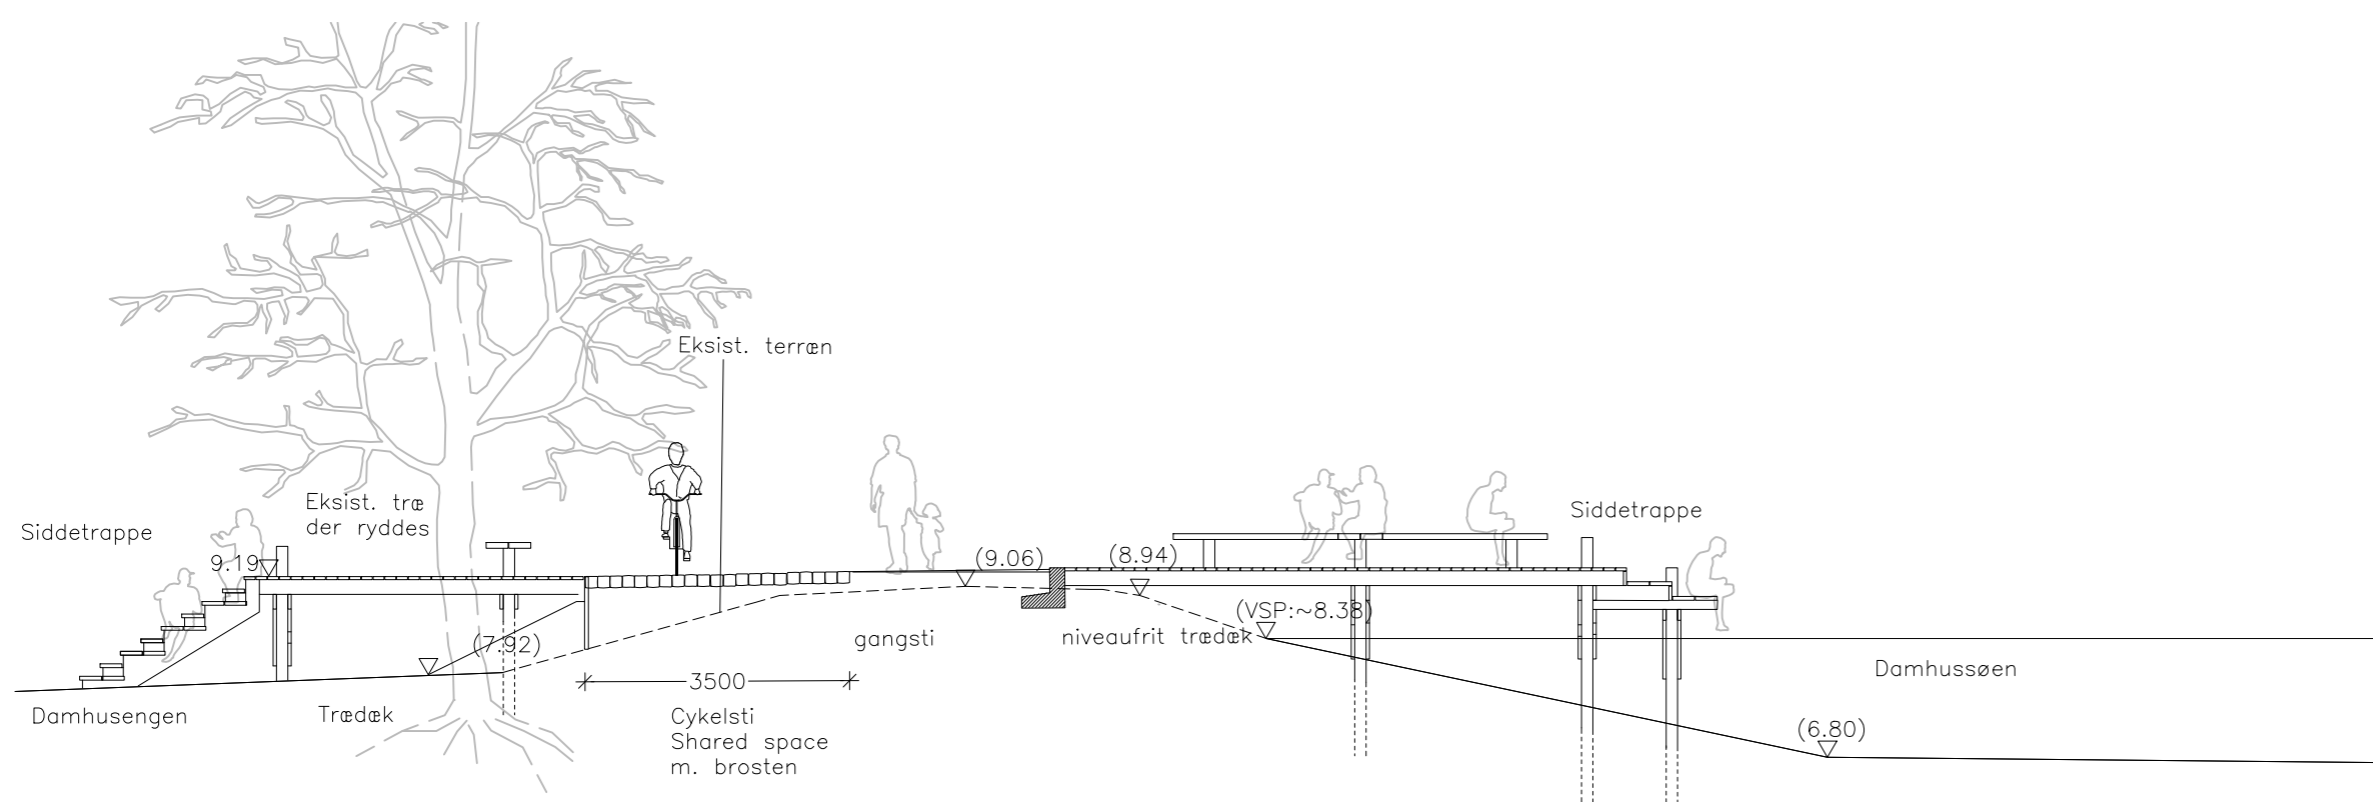 Eksist. terræn
Eksist. træ
der ryddes
Siddetrappe
Siddetrappe
9.19
(9.06)
(8.94)
(VSP:~8.38)
(7.92)
gangsti
niveaufrit trædæk
Damhussøen
3500
Damhusengen
Trædæk
Cykelsti
Shared space
m. brosten
(6.80)